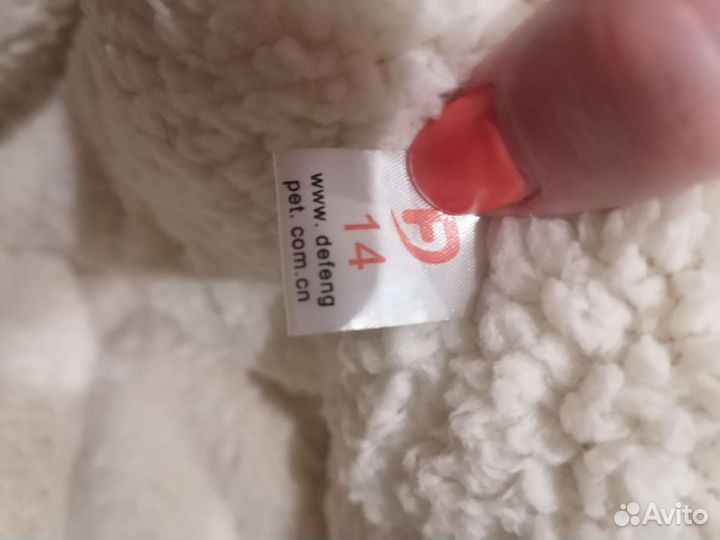 14
www. defeng
pet. com.cn
Avito